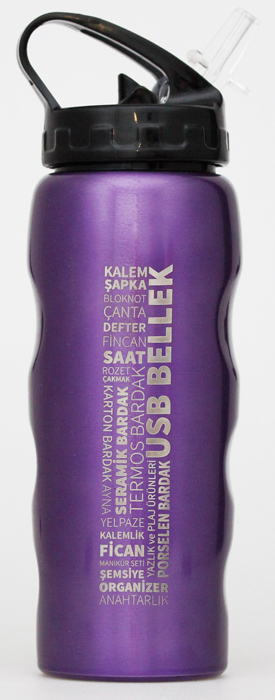 KALEM
ŞAPKA
BLOKNOT
ÇANTA
DEFTER
FİNCAN
SAAT
ROZET
ÇAKMAK
KARTON BARDAK
AYNA
SERAMİK BARDAK
TERMOS BARDAK
USB BELLEK
YAZLIK ve PLAJ ÜRÜNLERİ
PORSELEN BARDAK
YELPAZE
KALEMLİK
FİCAN
MANİKÜR SETİ
ŞEMSİYE
ORGANİZER
ANAHTARLIK